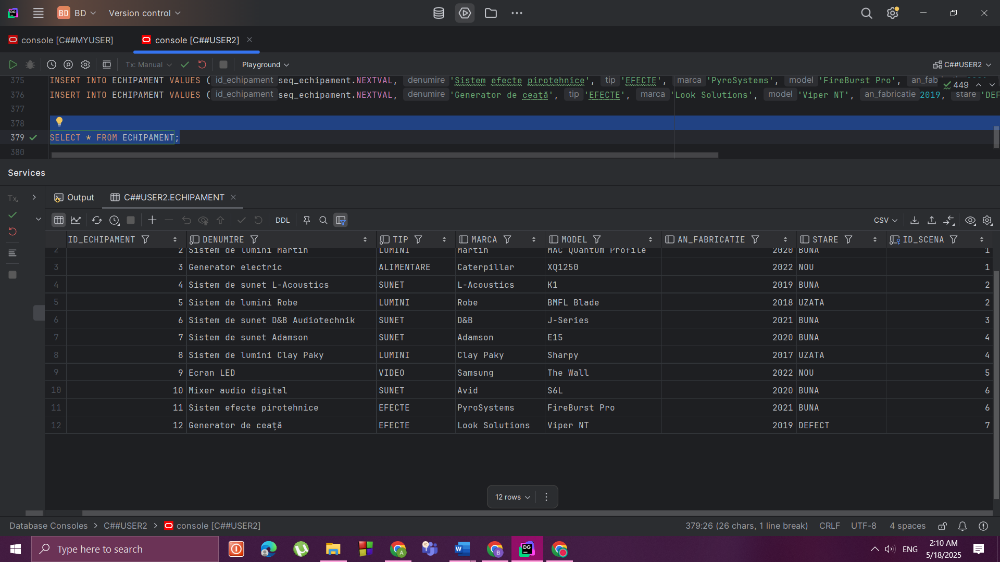 BD BD Version control
console [C##MYUSER] console [C##USER2]
Tx: Manual Playground C##USER2
375 INSERT INTO ECHIPAMENT VALUES ( id_echipament seq_echipament.NEXTVAL, denumire 'Sistem efecte pirotehnice', tip 'EFECTE', marca 'PyroSystems', model 'FireBurst Pro',
449
376 INSERT INTO ECHIPAMENT VALUES ( id_echipament seq_echipament.NEXTVAL, denumire 'Generator de ceață', tip 'EFECTE', marca 'Look Solutions', model 'Viper NT', an_fabricatie 2019, stare 'DEF
377
378
379 SELECT * FROM ECHIPAMENT;
380
Services
Tx Output C##USER2.ECHIPAMENT
DDL CSV
ID_ECHIPAMENT DENUMIRE TIP MARCA MODEL AN_FABRICATIE STARE ID_SCENA
2 2 Sistem de lumini Martin LUMINI Martin MAC Quantum Profile 2020 BUNA 1
3 3 Generator electric ALIMENTARE Caterpillar XQ1250 2022 NOU 1
4 4 Sistem de sunet L-Acoustics SUNET L-Acoustics K1 2019 BUNA 2
5 5 Sistem de lumini Robe LUMINI Robe BMFL Blade 2018 UZATA 2
6 6 Sistem de sunet D&B Audiotechnik SUNET D&B J-Series 2021 BUNA 3
7 7 Sistem de sunet Adamson SUNET Adamson E15 2020 BUNA 4
8 8 Sistem de lumini Clay Paky LUMINI Clay Paky Sharpy 2017 UZATA 4
9 9 Ecran LED VIDEO Samsung The Wall 2022 NOU 5
10 10 Mixer audio digital SUNET Avid S6L 2020 BUNA 6
11 11 Sistem efecte pirotehnice EFECTE PyroSystems FireBurst Pro 2021 BUNA 6
12 12 Generator de ceață EFECTE Look Solutions Viper NT 2019 DEFECT 7
12 rows
Database Consoles > C##USER2 > console [C##USER2] 379:26 (26 chars, 1 line break) CRLF UTF-8 4 spaces
Type here to search ENG 2:10 AM
5/18/2025